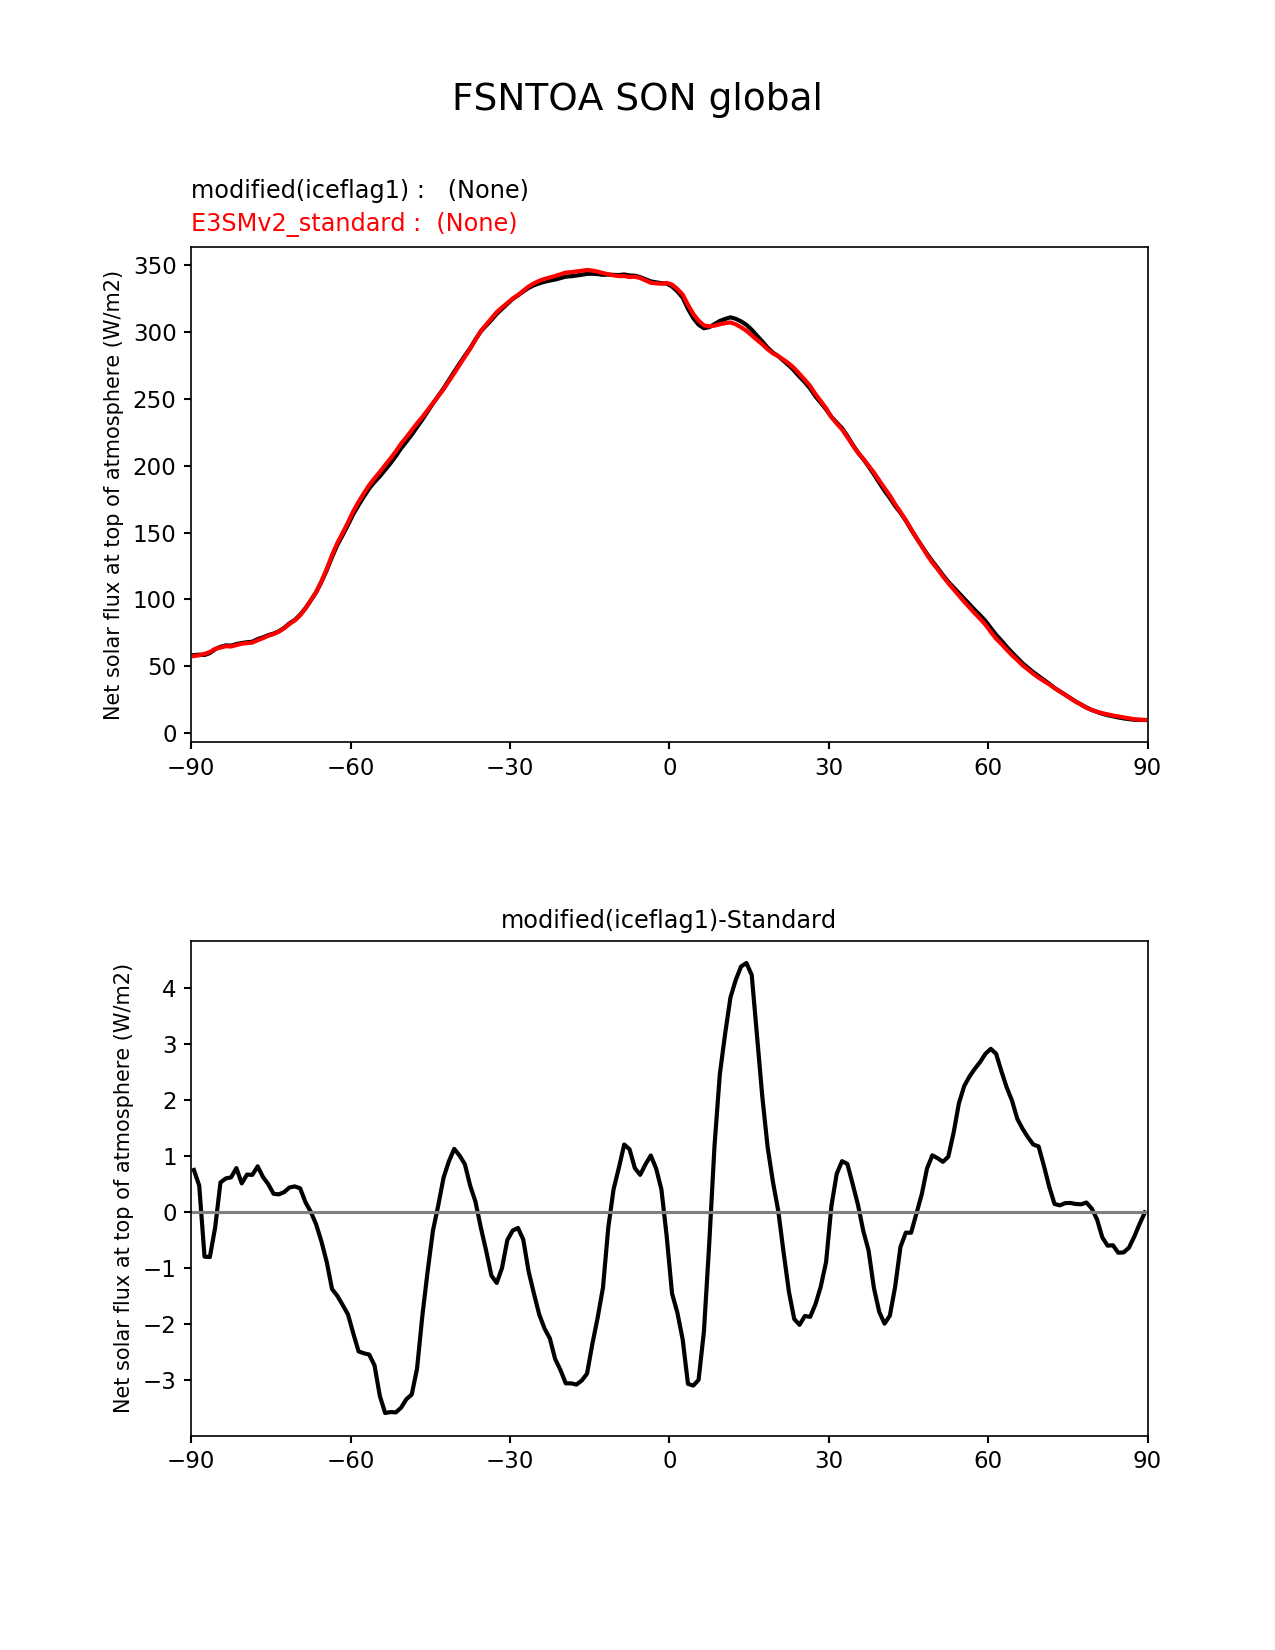 FSNTOA SON global
modified(iceflag1) :   (None)
E3SMv2_standard :  (None)
Net solar flux at top of atmosphere (W/m2)
350
300
250
200
150
100
50
0
−90 −60 −30 0 30 60 90
modified(iceflag1)-Standard
Net solar flux at top of atmosphere (W/m2)
4
3
2
1
0
−1
−2
−3
−90 −60 −30 0 30 60 90